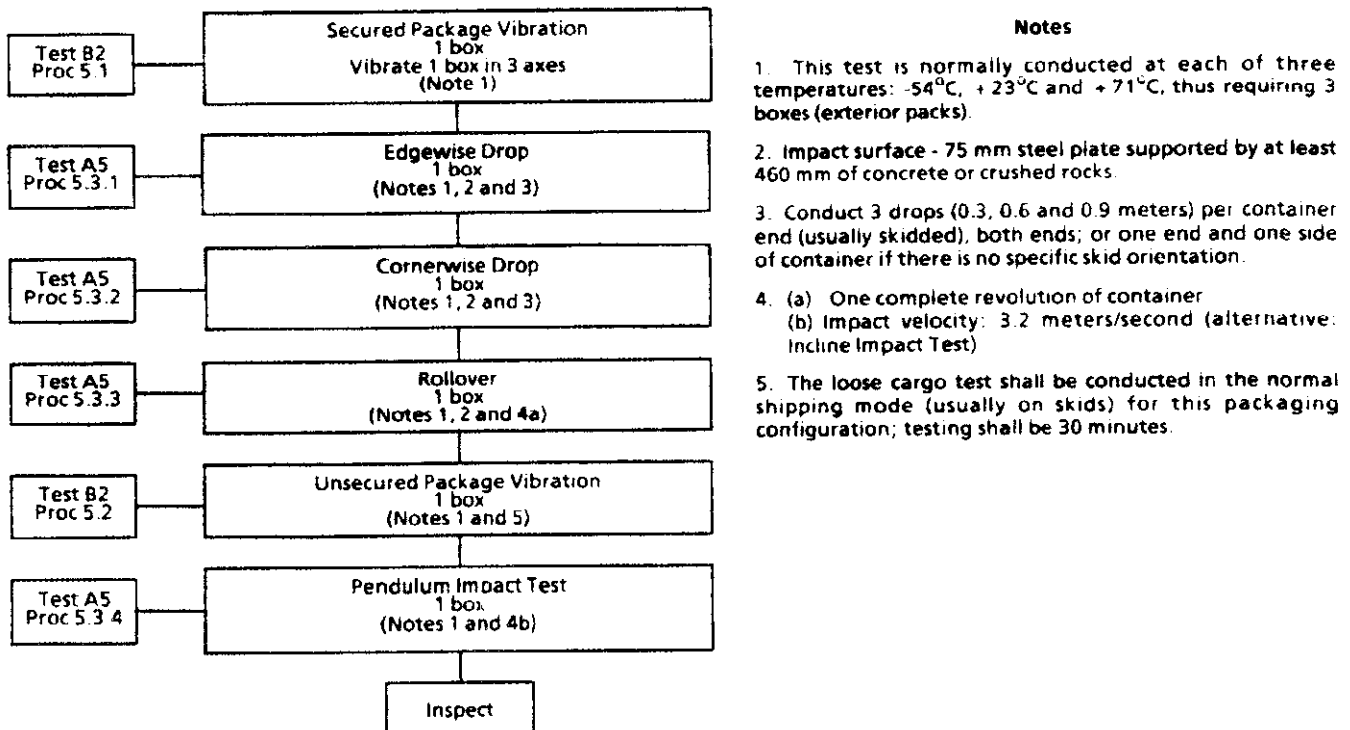 Test B2
Proc 5.1
Secured Package Vibration
1 box
Vibrate 1 box in 3 axes
(Note 1)
Test A5
Proc 5.3.1
Edgewise Drop
1 box
(Notes 1, 2 and 3)
Test A5
Proc 5.3.2
Cornerwise Drop
1 box
(Notes 1, 2 and 3)
Test A5
Proc 5.3.3
Rollover
1 box
(Notes 1, 2 and 4a)
Test B2
Proc 5.2
Unsecured Package Vibration
1 box
(Notes 1 and 5)
Test A5
Proc 5.3 4
Pendulum Impact Test
1 box
(Notes 1 and 4b)
Inspect
Notes
1. This test is normally conducted at each of three
temperatures: -54°C, +23°C and +71°C, thus requiring 3
boxes (exterior packs).
2. Impact surface - 75 mm steel plate supported by at least
460 mm of concrete or crushed rocks.
3. Conduct 3 drops (0.3, 0.6 and 0.9 meters) per container
end (usually skidded), both ends; or one end and one side
of container if there is no specific skid orientation.
4. (a) One complete revolution of container
(b) Impact velocity: 3.2 meters/second (alternative:
Incline Impact Test)
5. The loose cargo test shall be conducted in the normal
shipping mode (usually on skids) for this packaging
configuration; testing shall be 30 minutes.